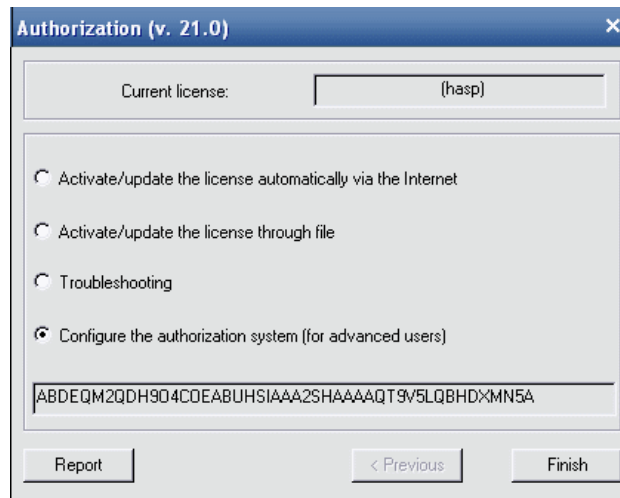 Authorization (v. 21.0)
Current license: (hasp)
Activate/update the license automatically via the Internet
Activate/update the license through file
Troubleshooting
Configure the authorization system (for advanced users)
ABDEQM2QDH9O4COEABUHSIAAA2SHAAAAQT9V5LQBHDXMN5A
Report < Previous Finish